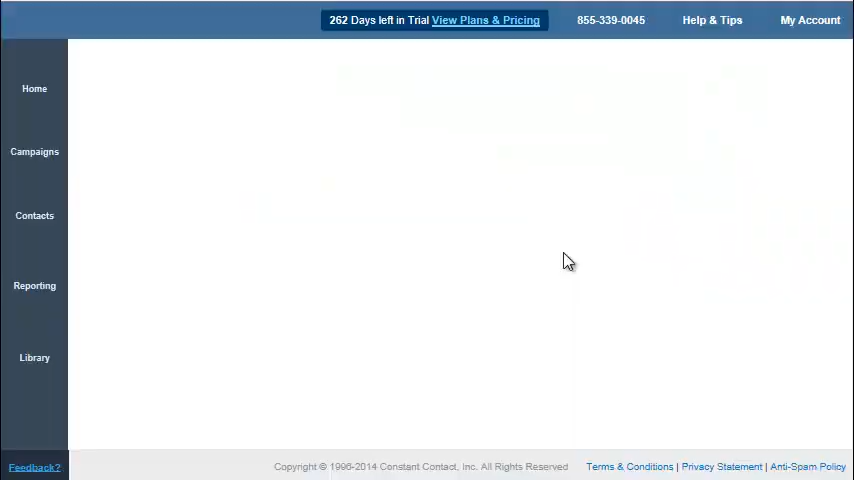 262 Days left in Trial View Plans & Pricing 855-339-0045 Help & Tips My Account
Home
Campaigns
Contacts
Reporting
Library
Feedback? Copyright © 1996-2014 Constant Contact, Inc. All Rights Reserved Terms & Conditions | Privacy Statement | Anti-Spam Policy